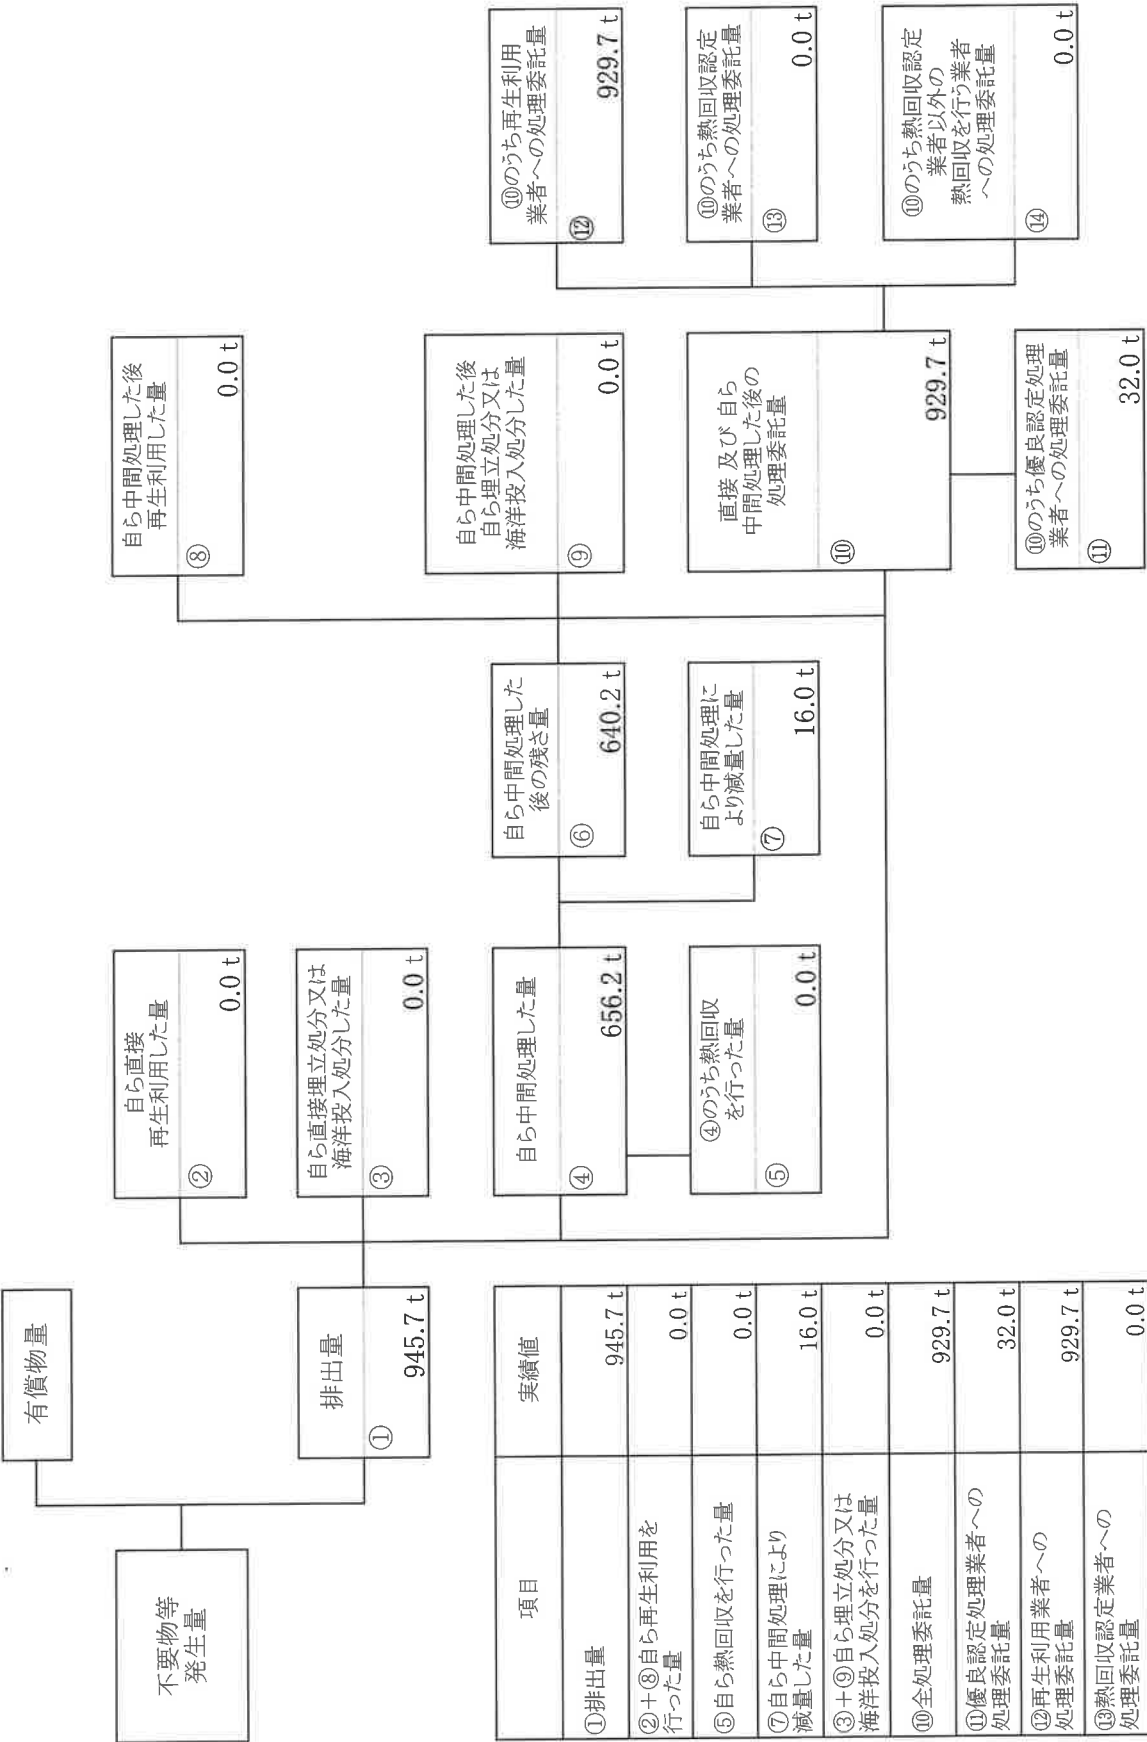 不要物等
発生量
有償物量
排出量
① 945.7 t
自ら直接
再生利用した量
② 0.0 t
自ら直接埋立処分又は
海洋投入処分した量
③ 0.0 t
自ら中間処理した量
④ 656.2 t
④のうち熱回収
を行った量
⑤ 0.0 t
自ら中間処理した
後の残さ量
⑥ 640.2 t
自ら中間処理に
より減量した量
⑦ 16.0 t
自ら中間処理した後
再生利用した量
⑧ 0.0 t
自ら中間処理した後
自ら埋立処分又は
海洋投入処分した量
⑨ 0.0 t
直接 及び 自ら
中間処理した後の
処理委託量
⑩ 929.7 t
⑩のうち優良認定処理
業者への処理委託量
⑪ 32.0 t
⑩のうち再生利用
業者への処理委託量
⑫ 929.7 t
⑩のうち熱回収認定
業者への処理委託量
⑬ 0.0 t
⑩のうち熱回収認定
業者以外の
熱回収を行う業者
への処理委託量
⑭ 0.0 t
項目 実績値
①排出量 945.7 t
②＋⑧自ら再生利用を
行った量 0.0 t
⑤自ら熱回収を行った量 0.0 t
⑦自ら中間処理により
減量した量 16.0 t
③＋⑨自ら埋立処分又は
海洋投入処分を行った量 0.0 t
⑩全処理委託量 929.7 t
⑪優良認定処理業者への
処理委託量 32.0 t
⑫再生利用業者への
処理委託量 929.7 t
⑬熱回収認定業者への
処理委託量 0.0 t